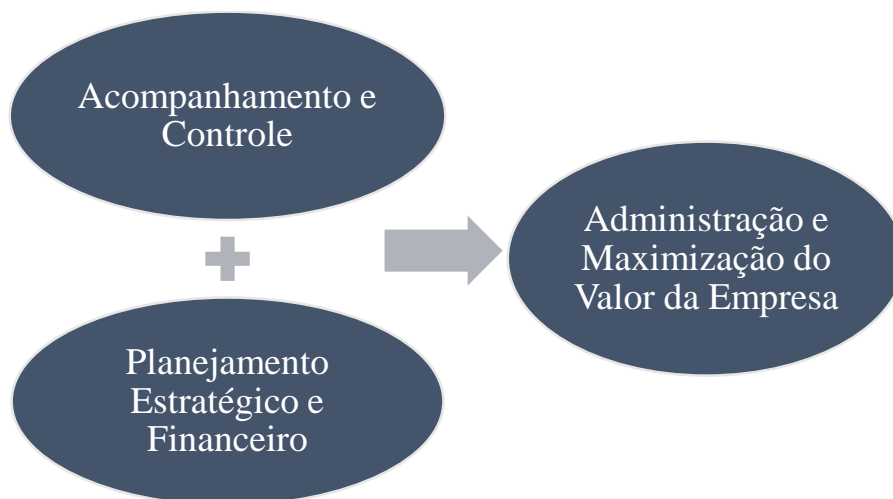 Acompanhamento e
Controle
+
Planejamento
Estratégico e
Financeiro
Administração e
Maximização do
Valor da Empresa